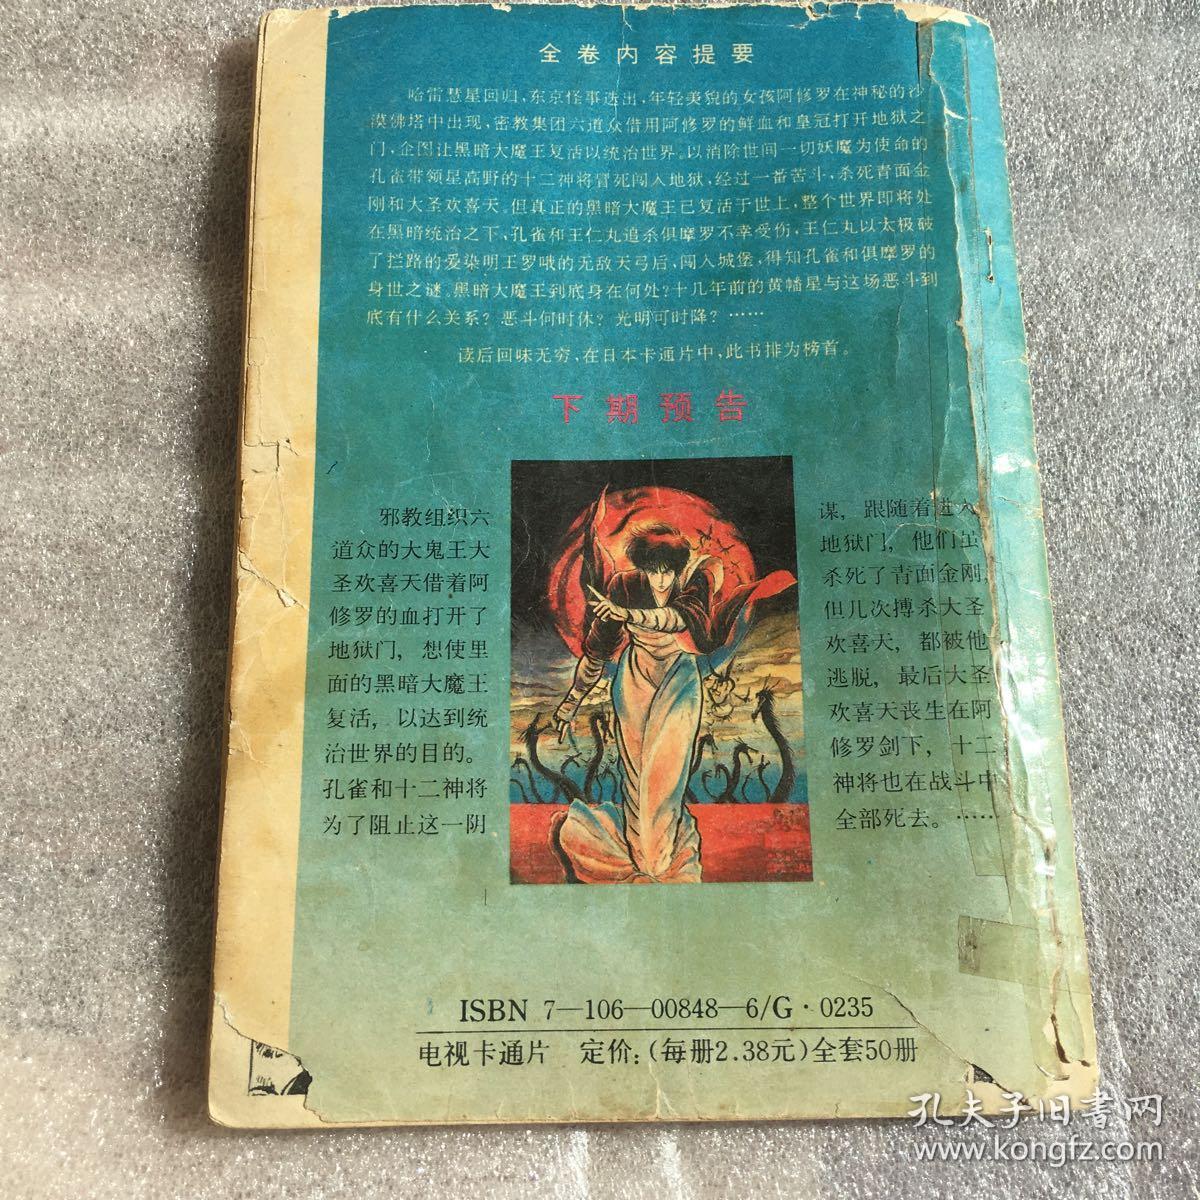 全卷内容提要
哈雷慧星回归,东京怪事迭出,年轻美貌的女孩阿修罗在神秘的沙
漠佛塔中出现,密教集团六道众借用阿修罗的鲜血和皇冠打开地狱之
门,企图让黑暗大魔王复活以统治世界。以消除世间一切妖魔为使命的
孔雀带领星高野的十二神将冒死闯入地狱,经过一番苦斗,杀死青面金
刚和大圣欢喜天。但真正的黑暗大魔王已复活于世上,整个世界即将处
在黑暗统治之下,孔雀和王仁丸追杀俱摩罗不幸受伤,王仁丸以太极破
了拦路的爱染明王罗哦的无敌天弓后,闯入城堡,得知孔雀和俱摩罗的
身世之谜。黑暗大魔王到底身在何处?十几年前的黄幡星与这场恶斗到
底有什么关系?恶斗何时休?光明可时降?……
读后回味无穷,在日本卡通片中,此书排为榜首。
下期预告
邪教组织六
道众的大鬼王大
圣欢喜天借着阿
修罗的血打开了
地狱门,想使里
面的黑暗大魔王
复活,以达到统
治世界的目的。
孔雀和十二神将
为了阻止这一阴
谋,跟随着进入
地狱门,他们虽
杀死了青面金刚,
但几次搏杀大圣
欢喜天,都被他
逃脱,最后大圣
欢喜天丧生在阿
修罗剑下,十二
神将也在战斗中
全部死去。……
ISBN 7—106—00848—6/G·0235
电视卡通片 定价:(每册2.38元)全套50册
孔夫子旧书网
www.kongfz.com